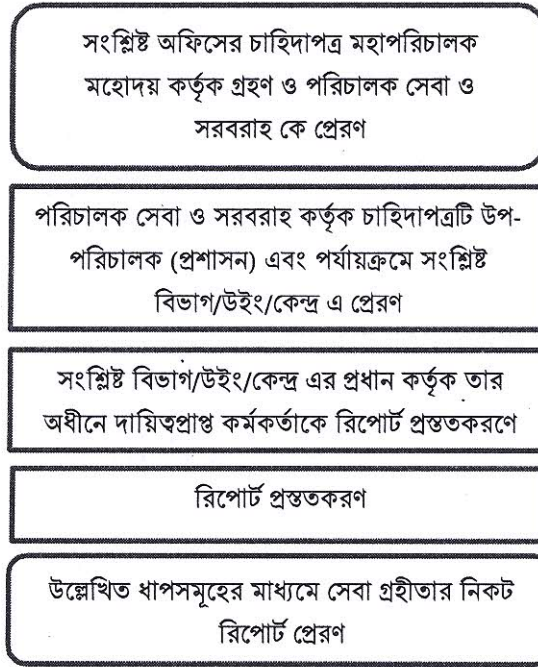 সংশ্লিষ্ট অফিসের চাহিদাপত্র মহাপরিচালক
মহোদয় কর্তৃক গ্রহণ ও পরিচালক সেবা ও
সরবরাহ কে প্রেরণ
পরিচালক সেবা ও সরবরাহ কর্তৃক চাহিদাপত্রটি উপ-
পরিচালক (প্রশাসন) এবং পর্যায়ক্রমে সংশ্লিষ্ট
বিভাগ/উইং/কেন্দ্র এ প্রেরণ
সংশ্লিষ্ট বিভাগ/উইং/কেন্দ্র এর প্রধান কর্তৃক তার
অধীনে দায়িত্বপ্রাপ্ত কর্মকর্তাকে রিপোর্ট প্রস্ততকরণে
রিপোর্ট প্রস্ততকরণ
উল্লেখিত ধাপসমূহের মাধ্যমে সেবা গ্রহীতার নিকট
রিপোর্ট প্রেরণ